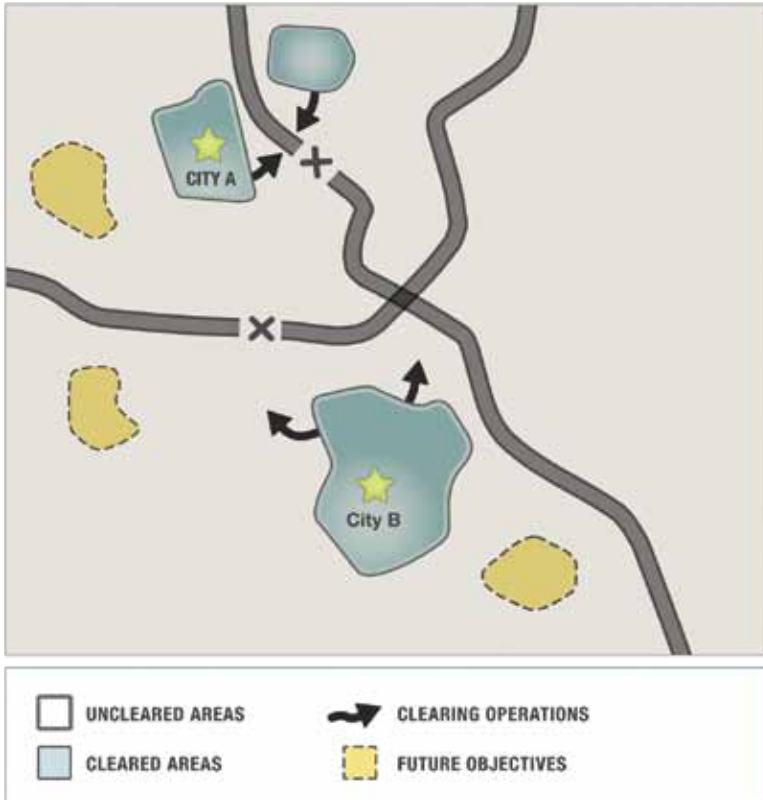 CITY A
City B
UNCLEARED AREAS
CLEARING OPERATIONS
CLEARED AREAS
FUTURE OBJECTIVES